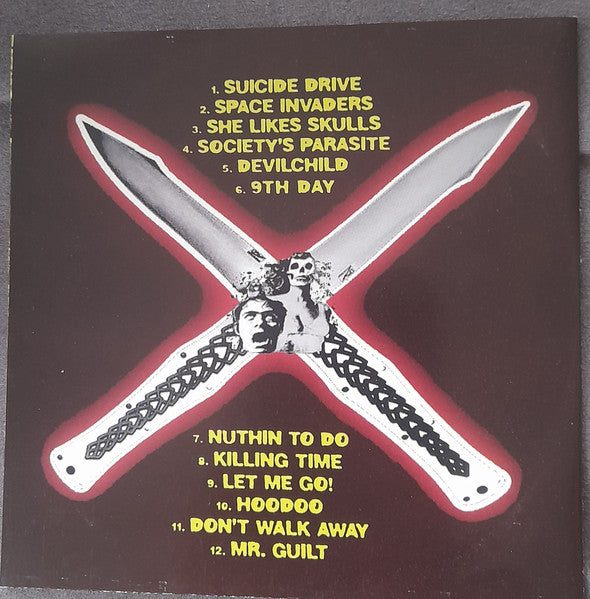 1. SUICIDE DRIVE
2. SPACE INVADERS
3. SHE LIKES SKULLS
4. SOCIETY'S PARASITE
5. DEVILCHILD
6. 9TH DAY
7. NUTHIN TO DO
8. KILLING TIME
9. LET ME GO!
10. HOODOO
11. DON'T WALK AWAY
12. MR. GUILT